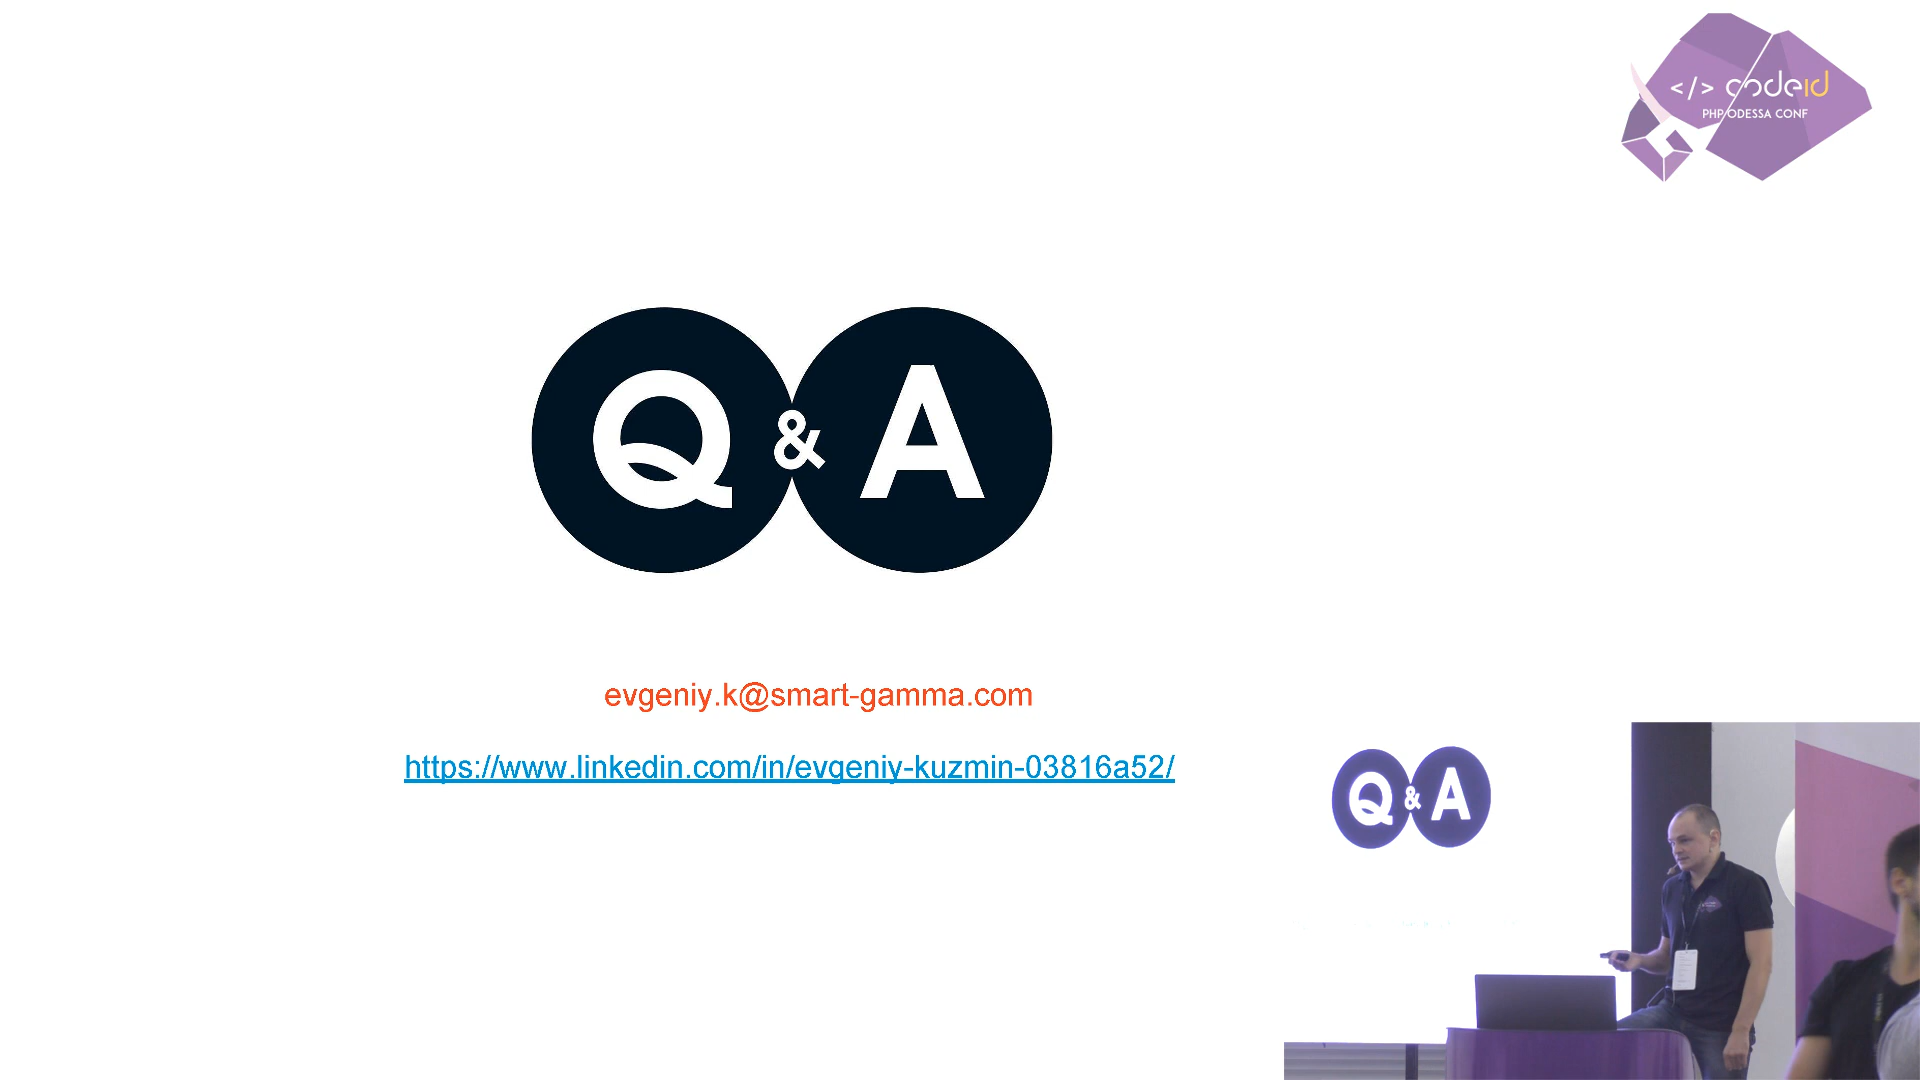 </> codeid
PHP ODESSA CONF
Q & A
evgeniy.k@smart-gamma.com
https://www.linkedin.com/in/evgeniy-kuzmin-03816a52/
Q & A